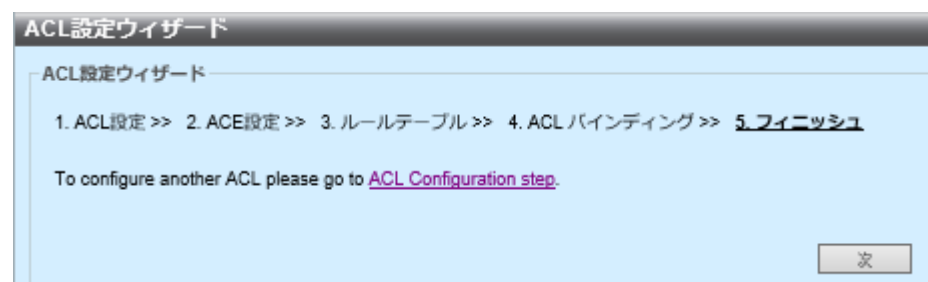 ACL設定ウィザード
ACL設定ウィザード
1. ACL設定 >> 2. ACE設定 >> 3. ルールテーブル >> 4. ACL バインディング >> 5. フィニッシュ
To configure another ACL please go to ACL Configuration step.
次